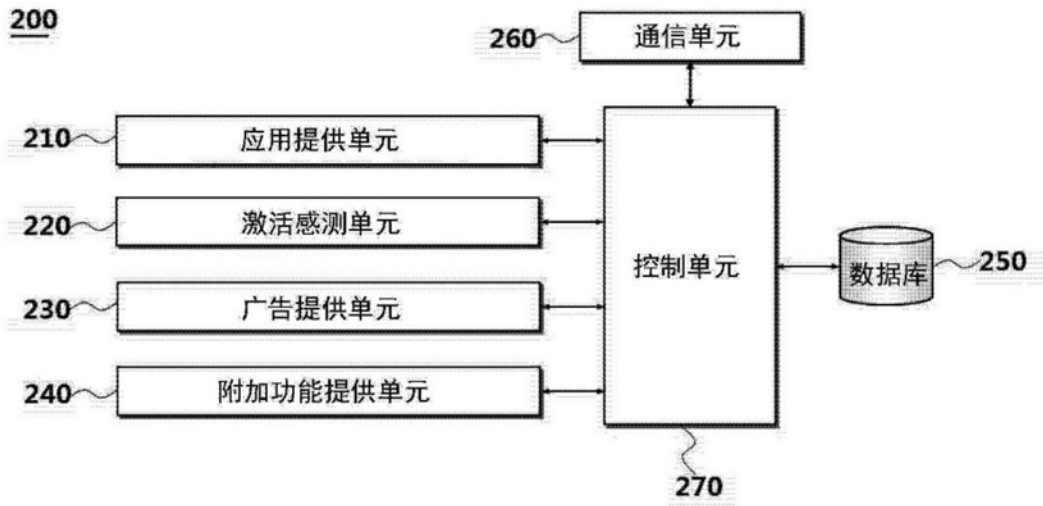 200
260 通信单元
210 应用提供单元
220 激活感测单元
控制单元
数据库 250
230 广告提供单元
240 附加功能提供单元
270